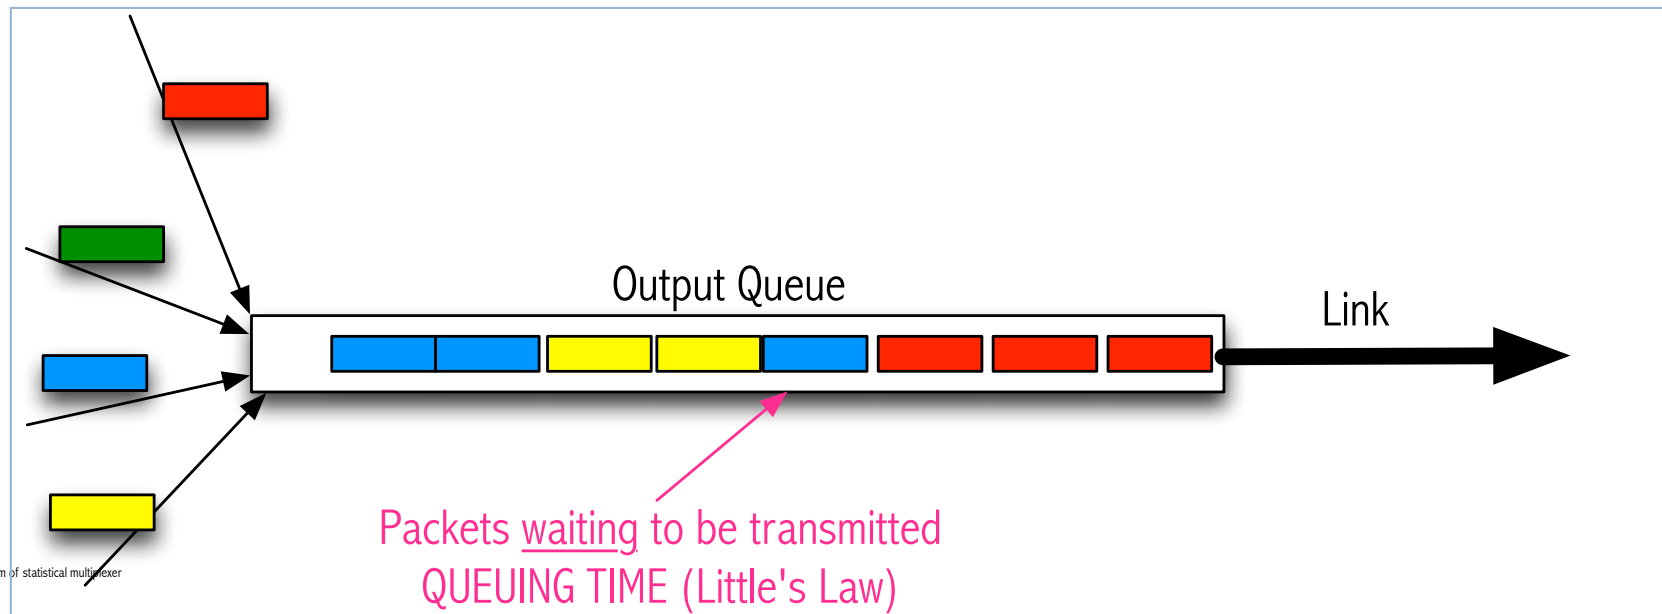 Output Queue
Link
Packets waiting to be transmitted
QUEUING TIME (Little's Law)
of statistical multiplexer